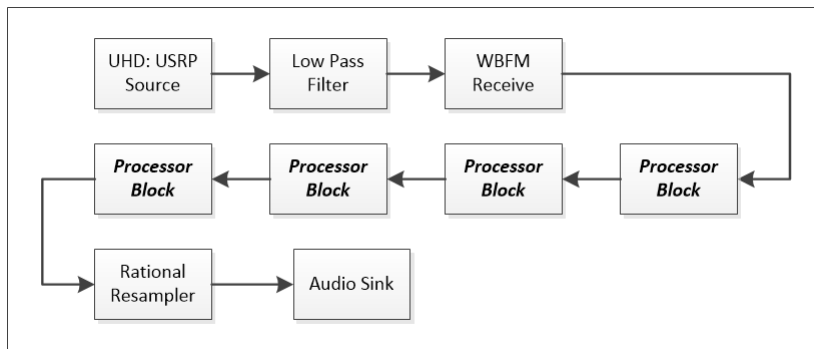 UHD: USRP
Source
Low Pass
Filter
WBFM
Receive
Processor
Block
Processor
Block
Processor
Block
Processor
Block
Rational
Resampler
Audio Sink